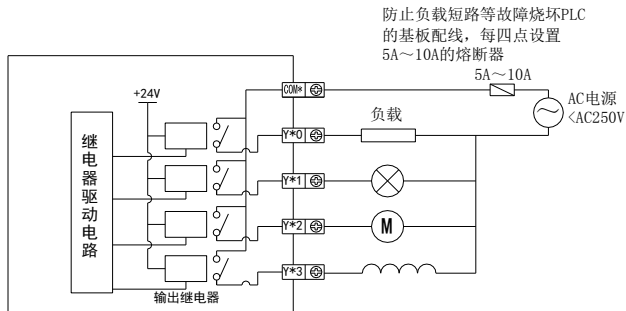 防止负载短路等故障烧坏PLC
的基板配线，每四点设置
5A～10A的熔断器
5A～10A
+24V
COM*
AC电源
<AC250V
负载
Y*0
继电器驱动电路
Y*1
Y*2
M
Y*3
输出继电器